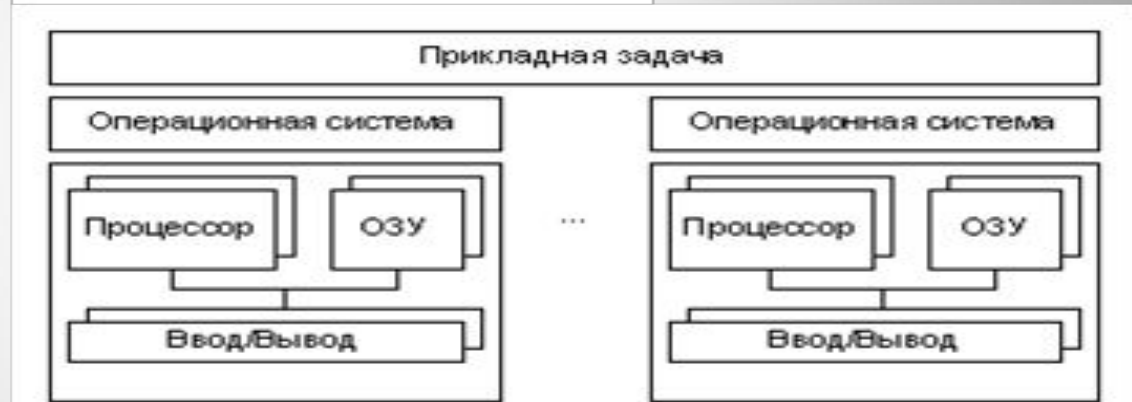 Прикладная задача
Операционная система Операционная система
Процессор ОЗУ ... Процессор ОЗУ
Ввод/Вывод Ввод/Вывод